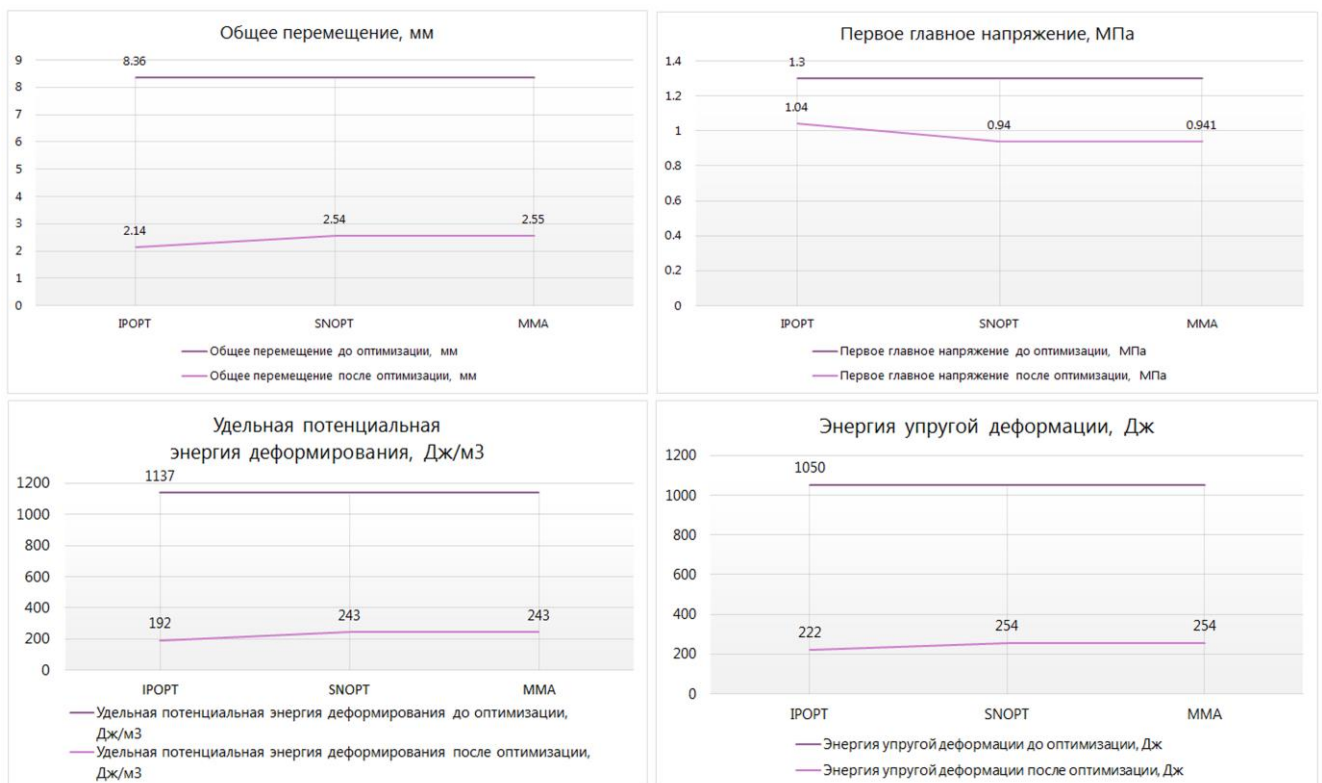 Общее перемещение, мм
9
8
7
6
5
4
3
2
1
0
8.36
2.14
2.54
2.55
IPOPT SNOPT MMA
Общее перемещение до оптимизации, мм
Общее перемещение после оптимизации, мм
Первое главное напряжение, МПа
1.4
1.2
1
0.8
0.6
0.4
0.2
0
1.3
1.04
0.94
0.941
IPOPT SNOPT MMA
Первое главное напряжение до оптимизации, МПа
Первое главное напряжение после оптимизации, МПа
Удельная потенциальная
энергия деформирования, Дж/м3
1200
1000
800
600
400
200
0
1137
192
243
243
IPOPT SNOPT MMA
Удельная потенциальная энергия деформирования до оптимизации,
Дж/м3
Удельная потенциальная энергия деформирования после оптимизации,
Дж/м3
Энергия упругой деформации, Дж
1200
1000
800
600
400
200
0
1050
222
254
254
IPOPT SNOPT MMA
Энергия упругой деформации до оптимизации, Дж
Энергия упругой деформации после оптимизации, Дж